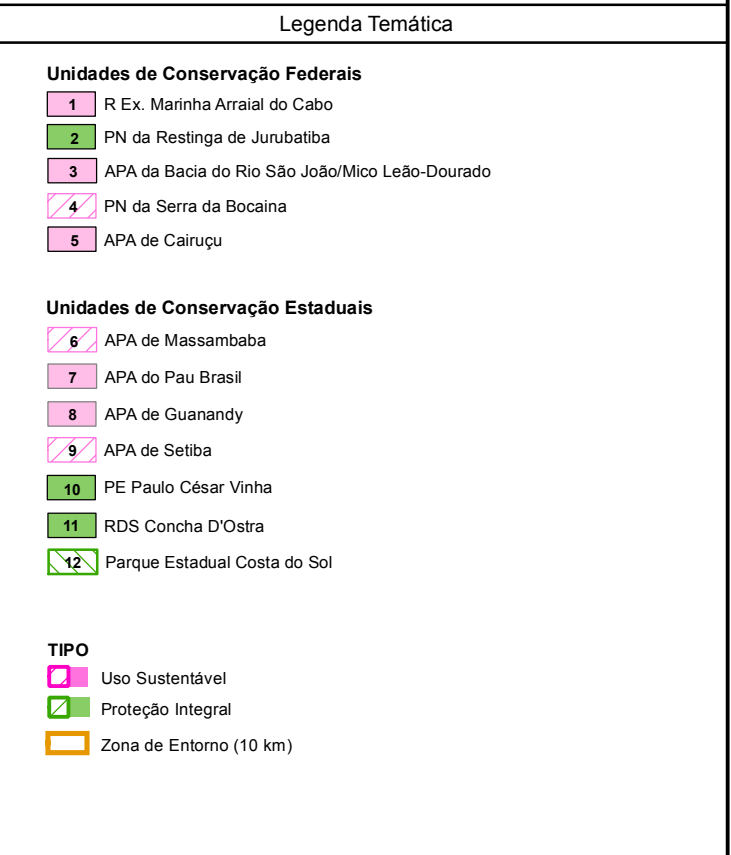 Legenda Temática
Unidades de Conservação Federais
1 R Ex. Marinha Arraial do Cabo
2 PN da Restinga de Jurubatiba
3 APA da Bacia do Rio São João/Mico Leão-Dourado
4 PN da Serra da Bocaina
5 APA de Cairuçu
Unidades de Conservação Estaduais
6 APA de Massambaba
7 APA do Pau Brasil
8 APA de Guanandy
9 APA de Setiba
10 PE Paulo César Vinha
11 RDS Concha D'Ostra
12 Parque Estadual Costa do Sol
TIPO
Uso Sustentável
Proteção Integral
Zona de Entorno (10 km)